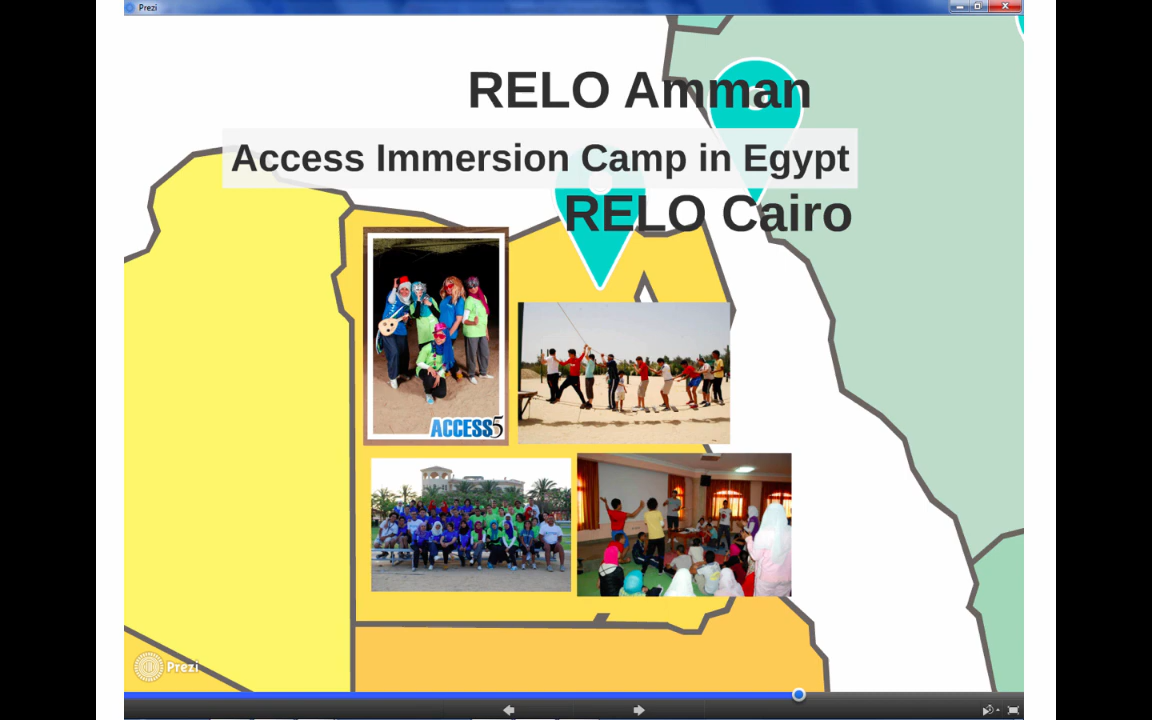 Prezi
RELO Amman
Access Immersion Camp in Egypt
RELO Cairo
ACCESS5
Prezi